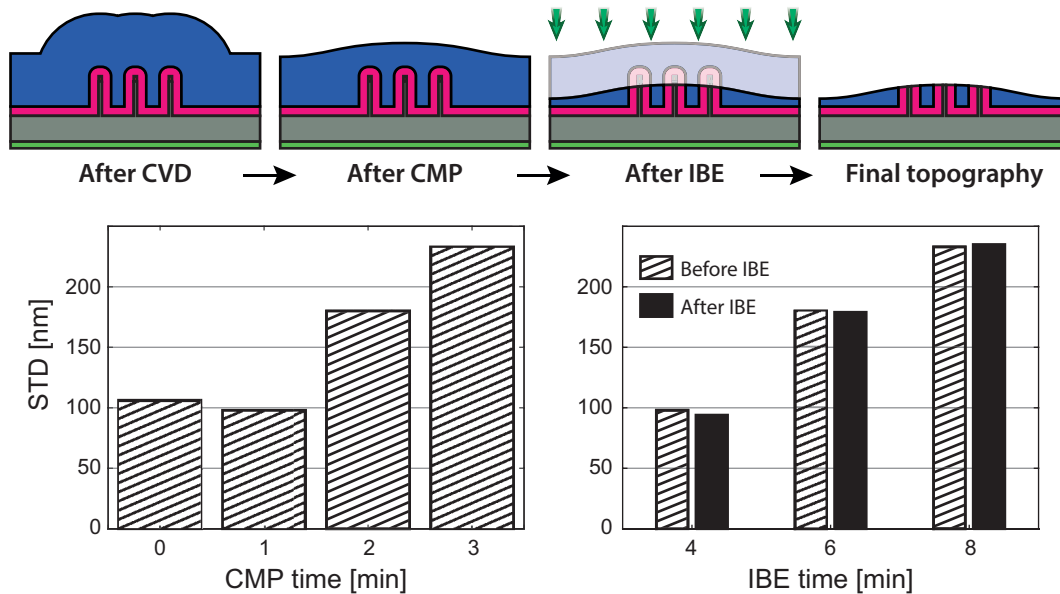 After CVD
After CMP
After IBE
Final topography
STD [nm]
200
150
100
50
0
0 1 2 3
CMP time [min]
Before IBE
After IBE
200
150
100
50
0
4 6 8
IBE time [min]